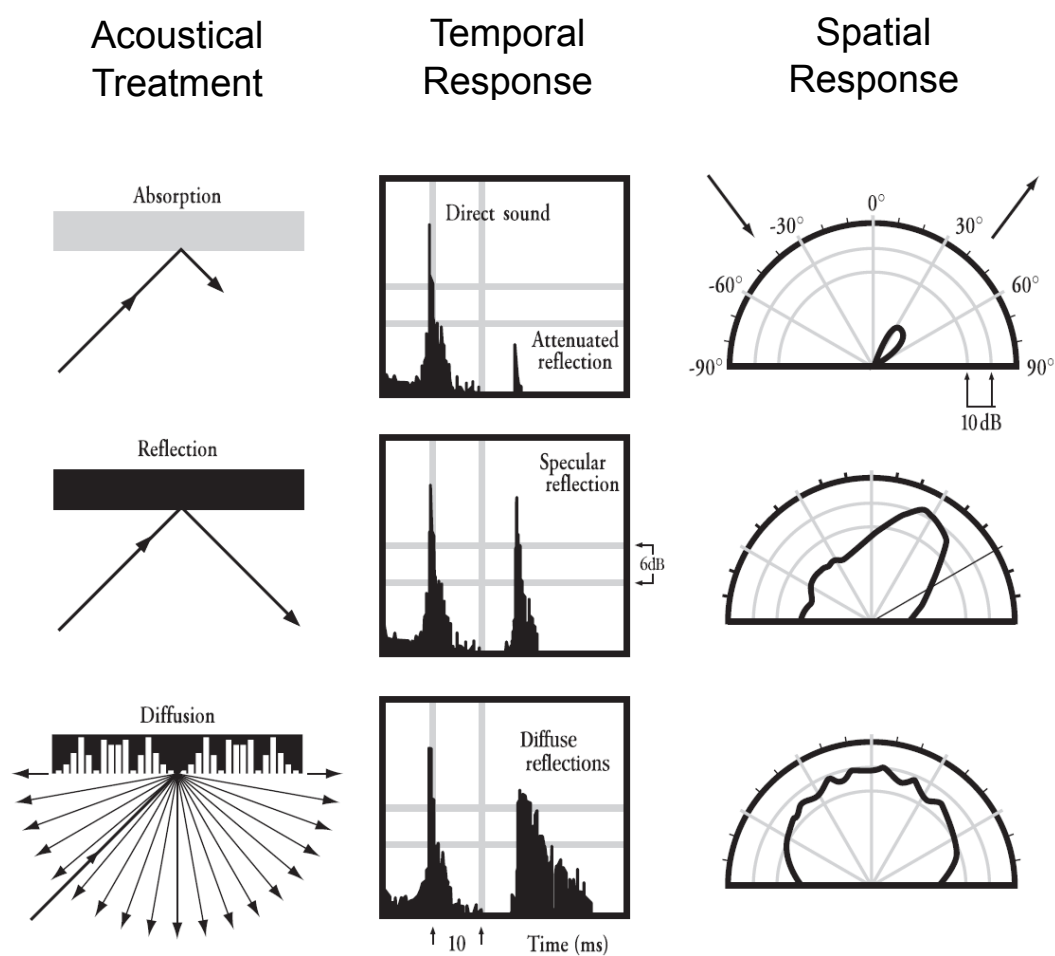 Acoustical
Treatment
Temporal
Response
Spatial
Response
Absorption
Direct sound
Attenuated
reflection
-90°
-60°
-30°
0°
30°
60°
90°
10 dB
Reflection
Specular
reflection
6dB
Diffusion
Diffuse
reflections
10
Time (ms)